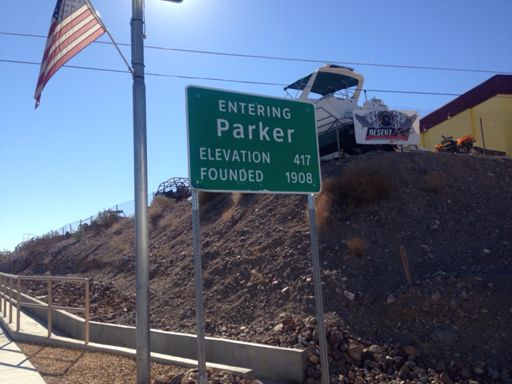 ENTERING
Parker
ELEVATION 417
FOUNDED 1908
DESERT